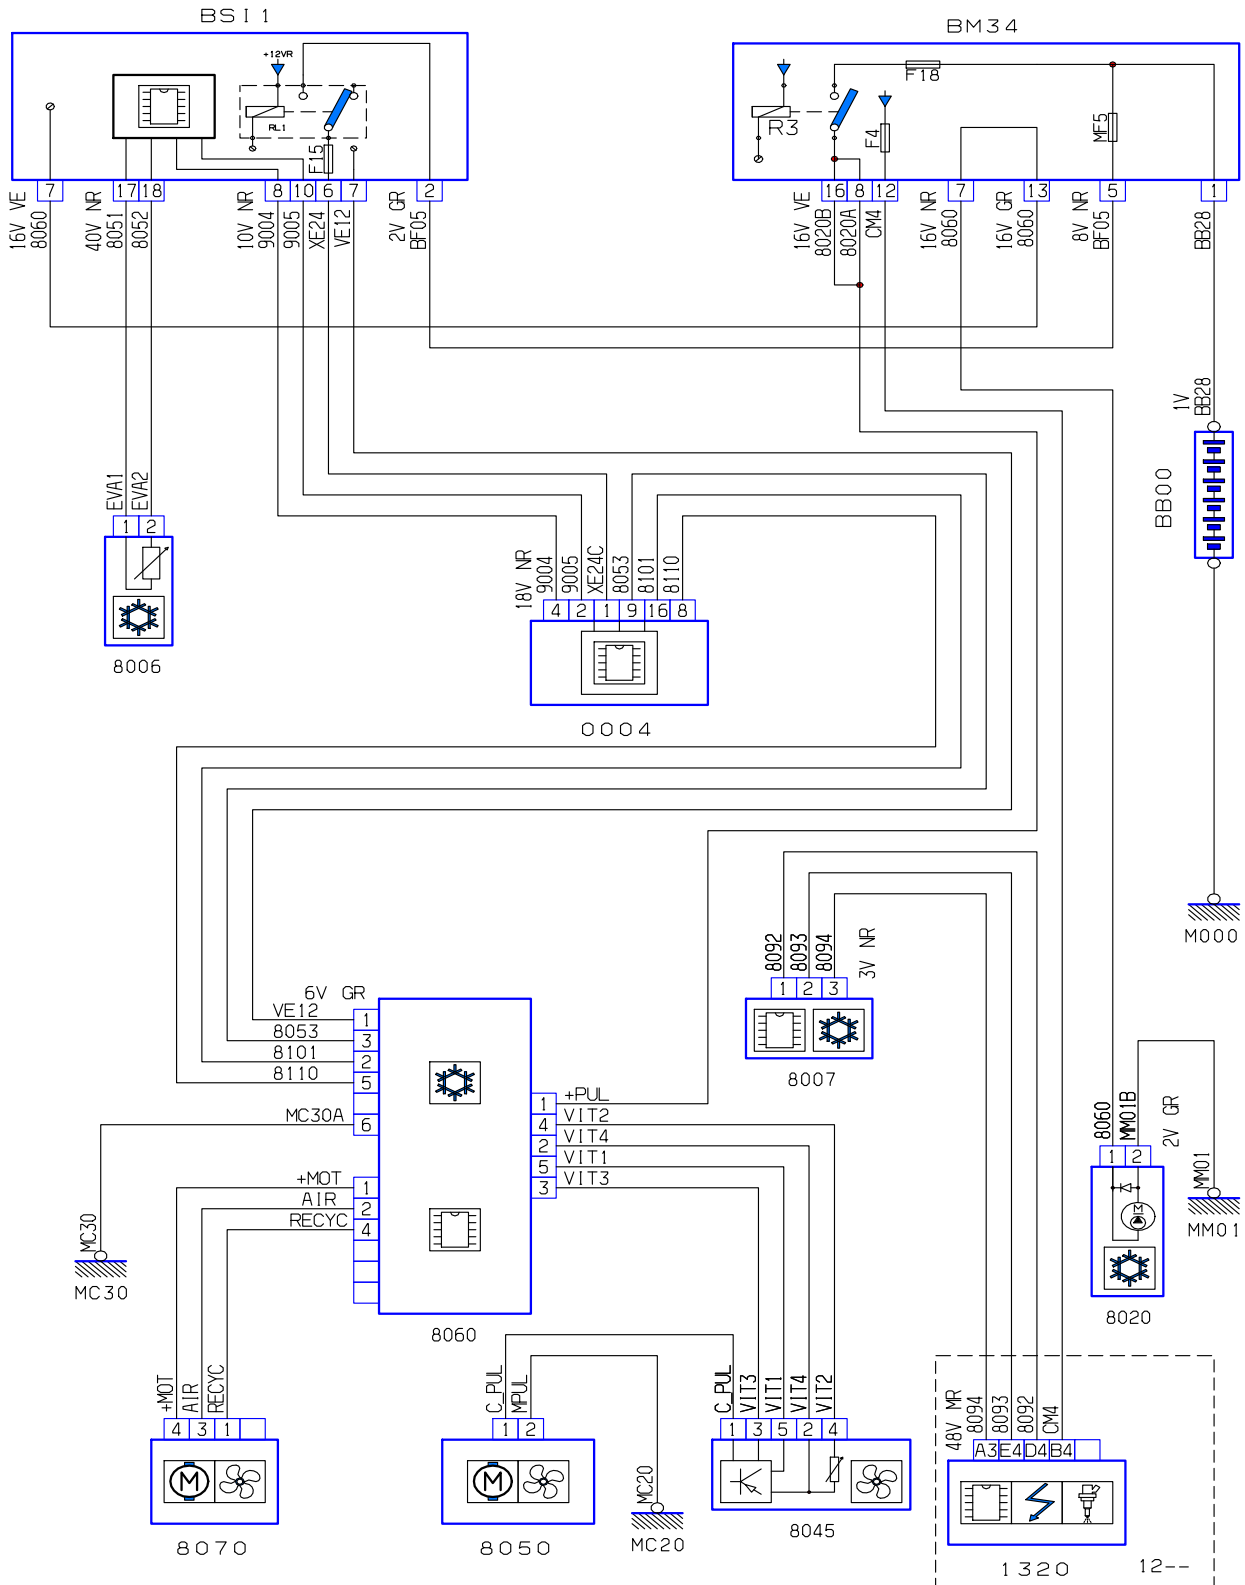 BSI1
BM34
+12VR
RL1
F15
R3
F18
F4
MF5
7
17 18
8 10 6 7
2
16 8 12
7
13
5
1
16V VE
8060
40V NR
8051
8052
10V NR
9004
9005
XE24
VE12
2V GR
BF05
16V VE
8020B
8020A
CM4
16V NR
8060
16V GR
8060
8V NR
BF05
BB28
1V
BB28
BB00
EVA1
EVA2
1 2
8006
18V NR
9004
9005
XE24C
8053
8101
8110
4 2 1 9 16 8
0004
M000
8092
8093
8094
3V NR
1 2 3
8007
6V GR
VE12
1
8053
3
8101
2
8110
5
MC30A
6
+MOT
1
AIR
2
RECYC
4
1
+PUL
4
VIT2
2
VIT4
5
VIT1
3
VIT3
8060
MC30
MC30
8060
MM01B
2V GR
1 2
M
8020
MM01
MM01
+MOT
AIR
RECYC
4 3 1
M
8070
C_PUL
MPUL
1 2
M
8050
MC20
MC20
C_PUL
VIT3
VIT1
VIT4
VIT2
1 3 5 2 4
8045
48V MR
8094
8093
8092
CM4
A3 E4 D4 B4
1320
12--